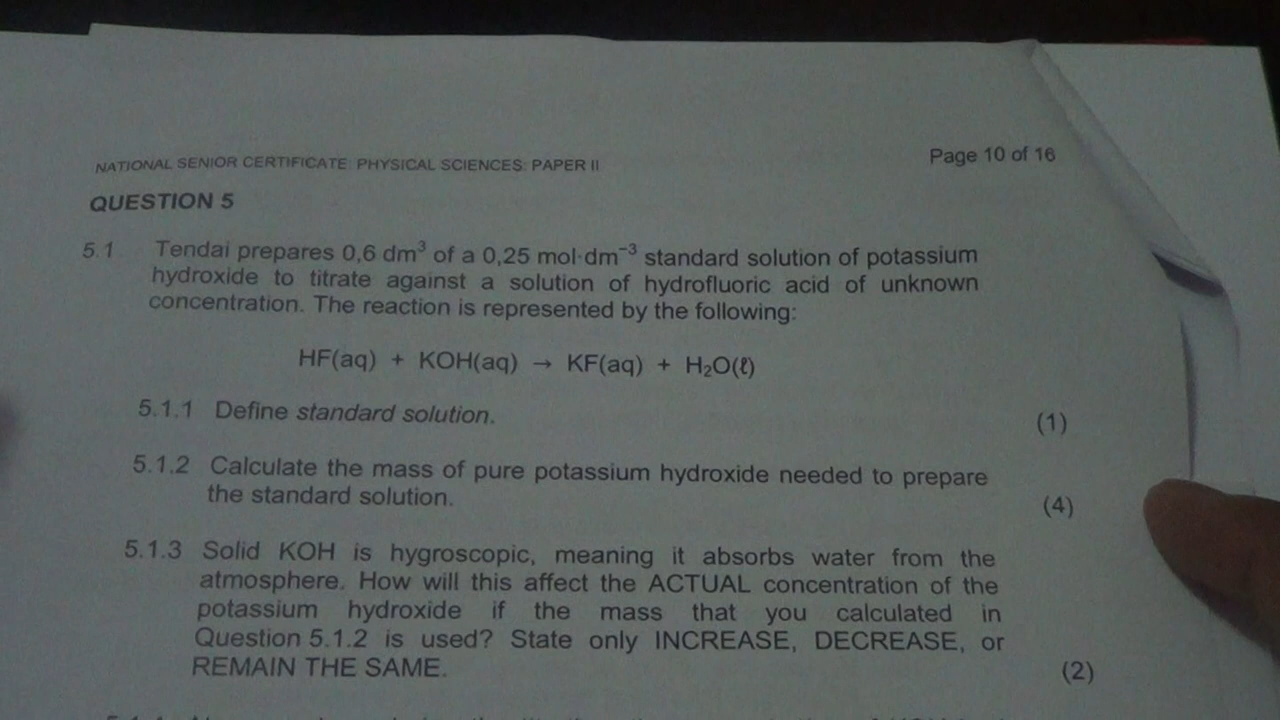 NATIONAL SENIOR CERTIFICATE: PHYSICAL SCIENCES: PAPER II
Page 10 of 16
QUESTION 5
5.1 Tendai prepares 0,6 dm³ of a 0,25 mol·dm⁻³ standard solution of potassium
hydroxide to titrate against a solution of hydrofluoric acid of unknown
concentration. The reaction is represented by the following:
HF(aq) + KOH(aq) → KF(aq) + H₂O(ℓ)
5.1.1 Define standard solution.
(1)
5.1.2 Calculate the mass of pure potassium hydroxide needed to prepare
the standard solution.
(4)
5.1.3 Solid KOH is hygroscopic, meaning it absorbs water from the
atmosphere. How will this affect the ACTUAL concentration of the
potassium hydroxide if the mass that you calculated in
Question 5.1.2 is used? State only INCREASE, DECREASE, or
REMAIN THE SAME.
(2)